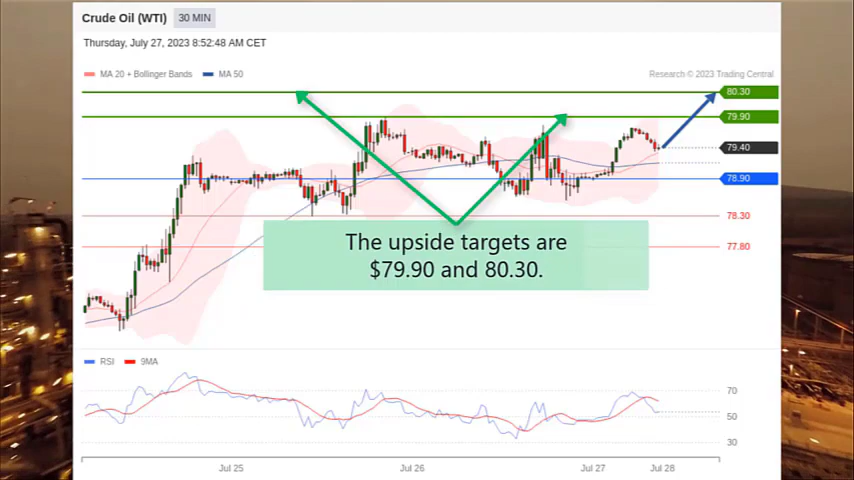 Crude Oil (WTI) 30 MIN
Thursday, July 27, 2023 8:52:48 AM CET
MA 20 + Bollinger Bands MA 50
Research © 2023 Trading Central
80.30
79.90
79.40
78.90
78.30
77.80
The upside targets are
$79.90 and 80.30.
RSI 9MA
70
50
30
Jul 25 Jul 26 Jul 27 Jul 28